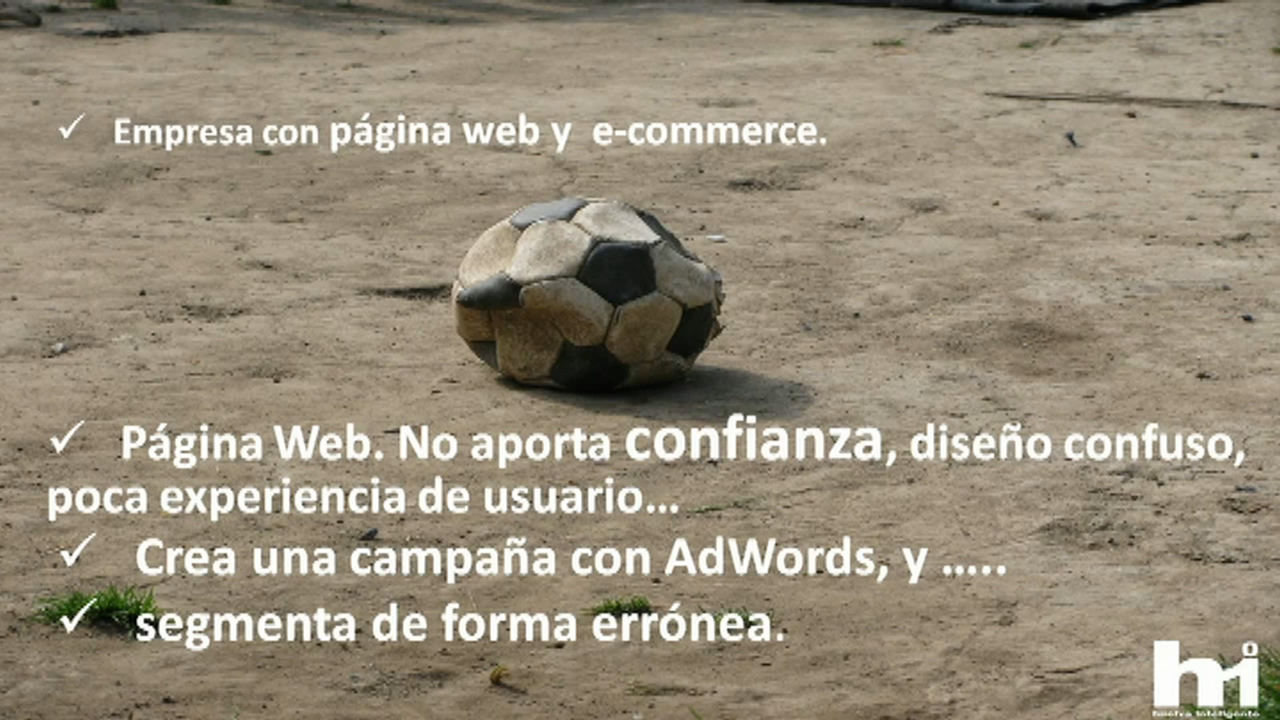 ✓ Empresa con página web y e-commerce.
✓ Página Web. No aporta confianza, diseño confuso,
poca experiencia de usuario...
✓ Crea una campaña con AdWords, y .....
✓ segmenta de forma errónea.
hmi